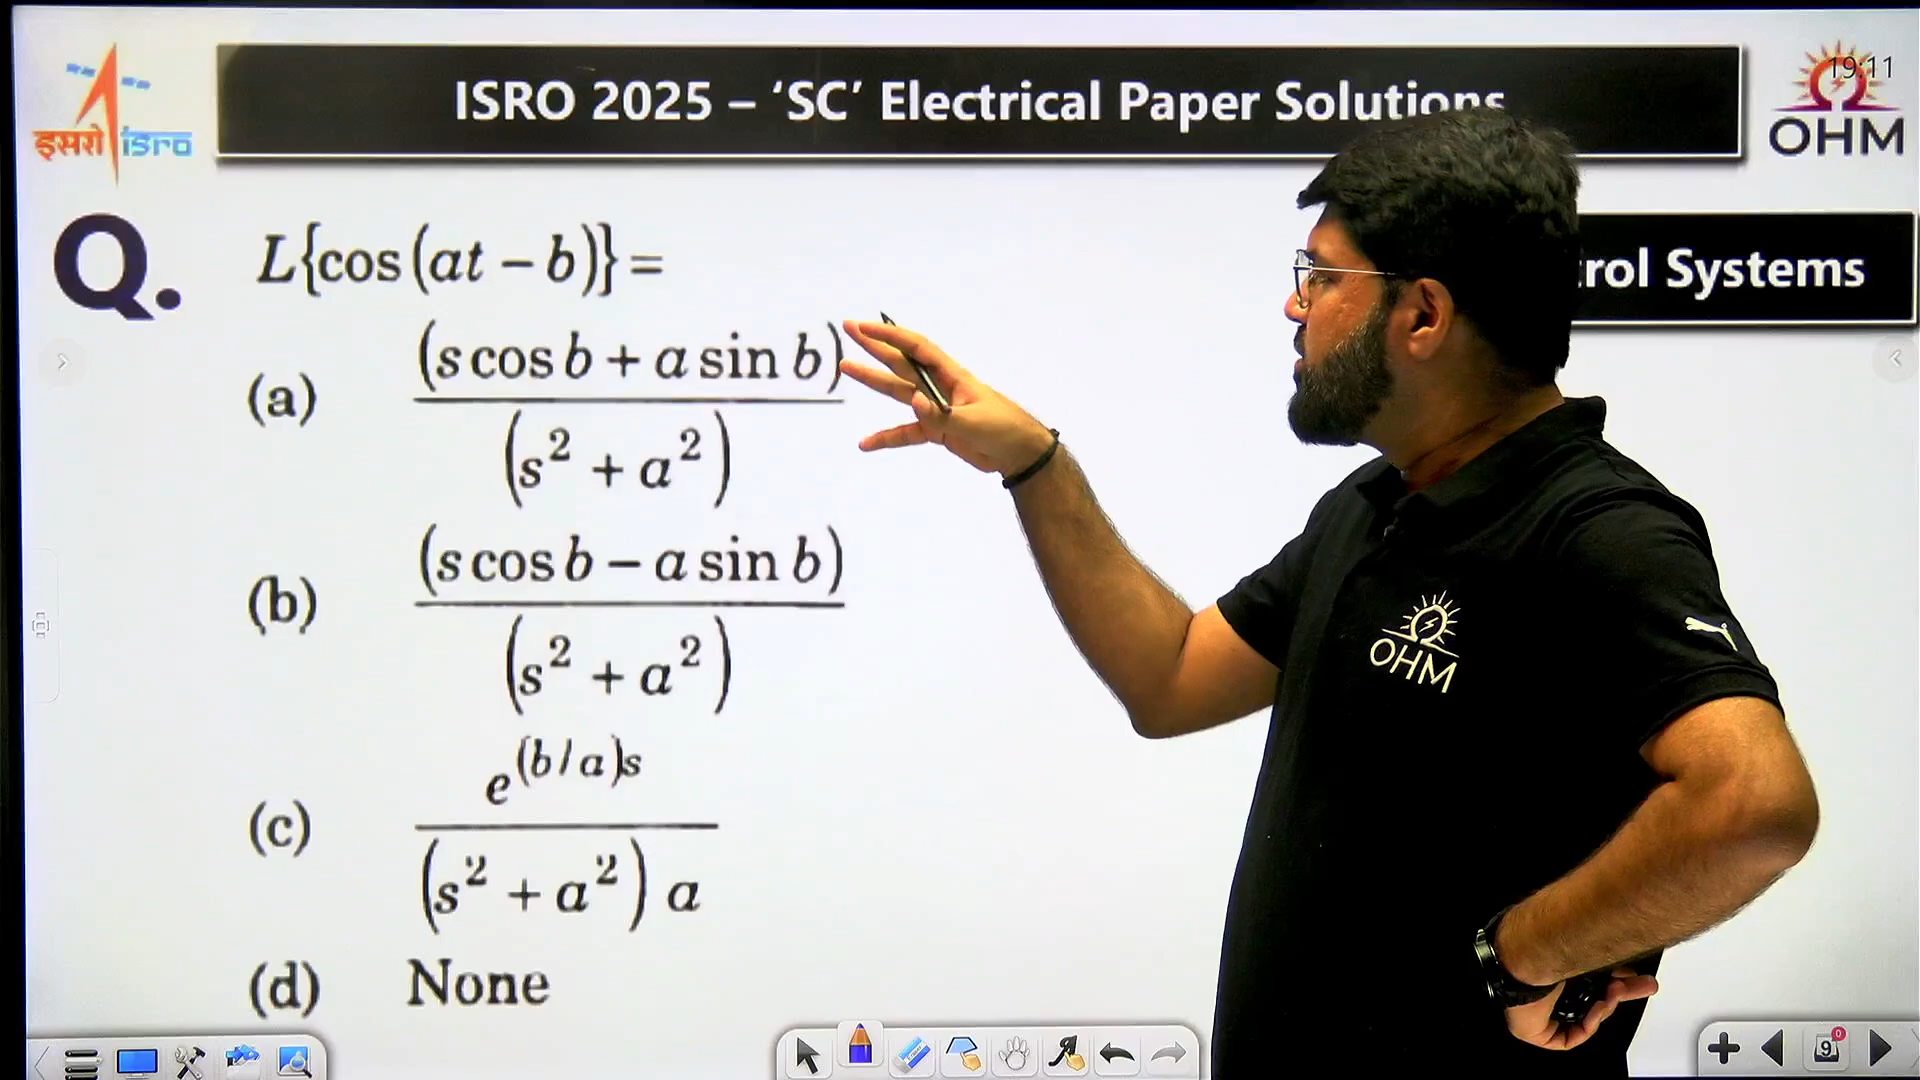 ISRO 2025 – ‘SC’ Electrical Paper Solutions
19:11
इसरो isro
OHM
Q.
L{cos(at – b)} =
rol Systems
(a) (s cos b + a sin b) / (s² + a²)
(b) (s cos b – a sin b) / (s² + a²)
OHM
(c) e^(b/a)s / (s² + a²) a
(d) None
9
0